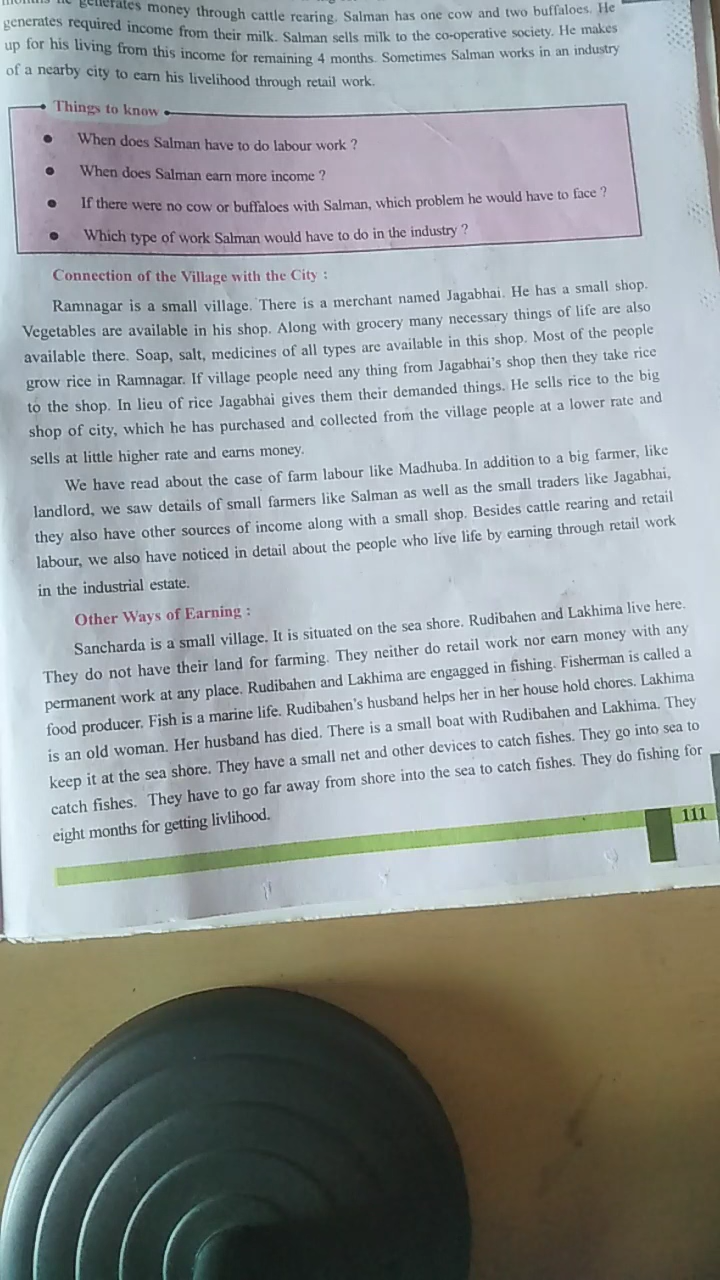 he generates money through cattle rearing. Salman has one cow and two buffaloes. He
generates required income from their milk. Salman sells milk to the co-operative society. He makes
up for his living from this income for remaining 4 months. Sometimes Salman works in an industry
of a nearby city to earn his livelihood through retail work.
Things to know
• When does Salman have to do labour work ?
• When does Salman earn more income ?
• If there were no cow or buffaloes with Salman, which problem he would have to face ?
• Which type of work Salman would have to do in the industry ?
Connection of the Village with the City :
Ramnagar is a small village. There is a merchant named Jagabhai. He has a small shop.
Vegetables are available in his shop. Along with grocery many necessary things of life are also
available there. Soap, salt, medicines of all types are available in this shop. Most of the people
grow rice in Ramnagar. If village people need any thing from Jagabhai's shop then they take rice
to the shop. In lieu of rice Jagabhai gives them their demanded things. He sells rice to the big
shop of city, which he has purchased and collected from the village people at a lower rate and
sells at little higher rate and earns money.
We have read about the case of farm labour like Madhuba. In addition to a big farmer, like
landlord, we saw details of small farmers like Salman as well as the small traders like Jagabhai,
they also have other sources of income along with a small shop. Besides cattle rearing and retail
labour, we also have noticed in detail about the people who live life by earning through retail work
in the industrial estate.
Other Ways of Earning :
Sancharda is a small village. It is situated on the sea shore. Rudibahen and Lakhima live here.
They do not have their land for farming. They neither do retail work nor earn money with any
permanent work at any place. Rudibahen and Lakhima are engagged in fishing. Fisherman is called a
food producer. Fish is a marine life. Rudibahen's husband helps her in her house hold chores. Lakhima
is an old woman. Her husband has died. There is a small boat with Rudibahen and Lakhima. They
keep it at the sea shore. They have a small net and other devices to catch fishes. They go into sea to
catch fishes. They have to go far away from shore into the sea to catch fishes. They do fishing for
eight months for getting livlihood.
111